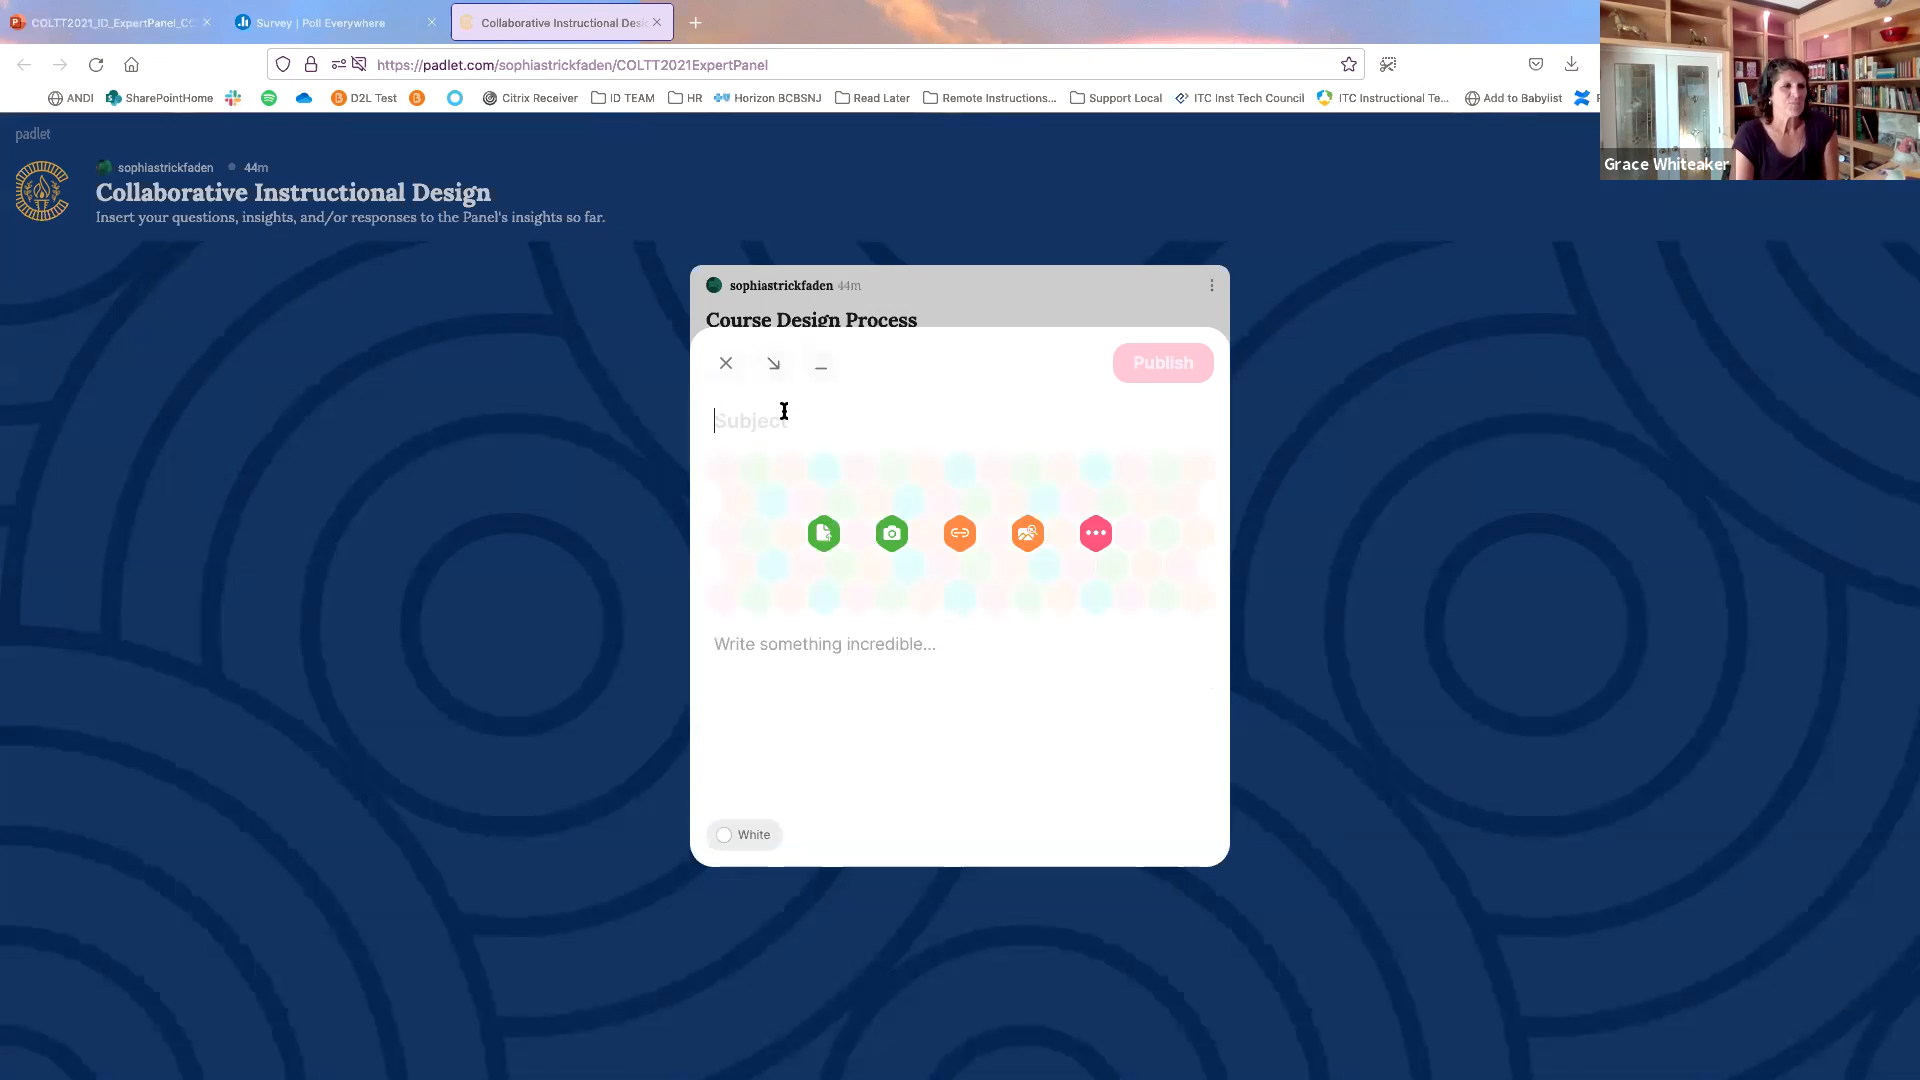 COLTT2021_ID_ExpertPanel_CC
Survey | Poll Everywhere
Collaborative Instructional Desi
https://padlet.com/sophiastrickfaden/COLTT2021ExpertPanel
ANDI
SharePointHome
D2L Test
Citrix Receiver
ID TEAM
HR
Horizon BCBSNJ
Read Later
Remote Instructions...
Support Local
ITC Inst Tech Council
ITC Instructional Te...
Add to Babylist
padlet
sophiastrickfaden
44m
Collaborative Instructional Design
Insert your questions, insights, and/or responses to the Panel's insights so far.
Grace Whiteaker
sophiastrickfaden 44m
Course Design Process
Publish
Subject
Write something incredible...
White